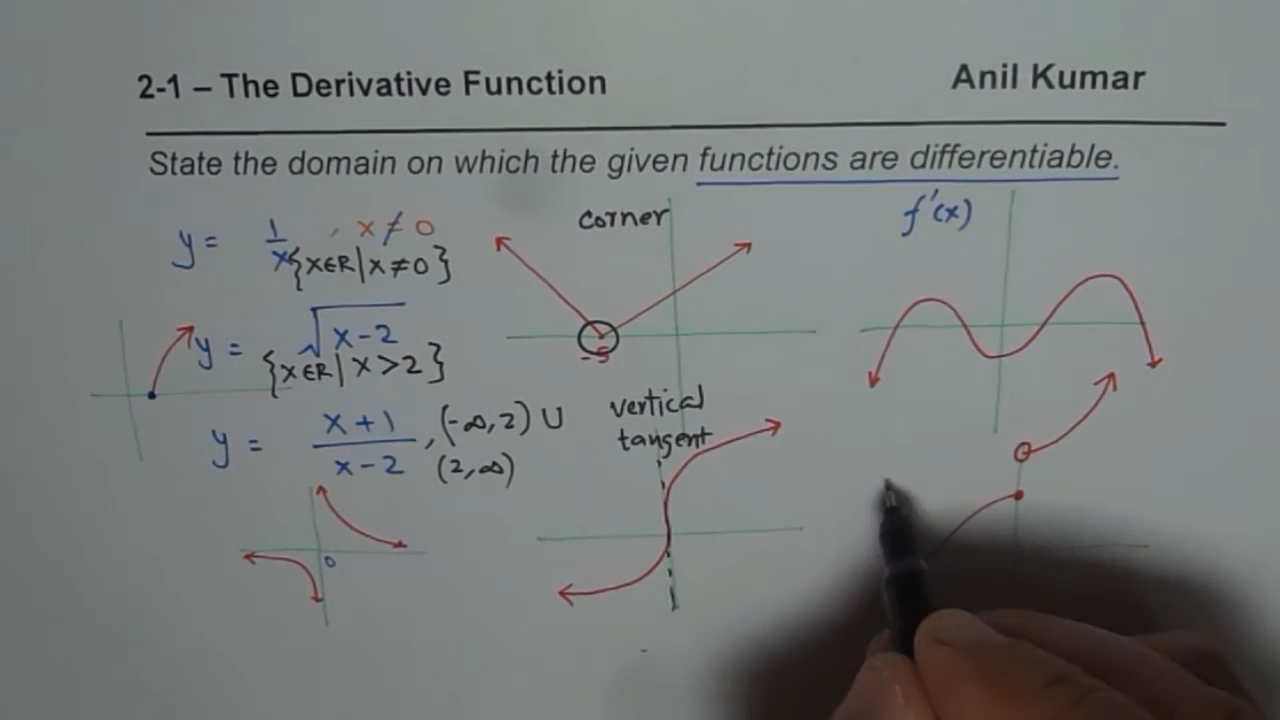 2-1 – The Derivative Function
Anil Kumar
State the domain on which the given functions are differentiable.
y = 1/x , x ≠ 0
{x∈R | x ≠ 0}
y = √(x-2)
{x∈R | x > 2}
y = (x+1)/(x-2) , (-∞, 2) ∪
(2, ∞)
0
corner
-5
vertical
tangent
f'(x)